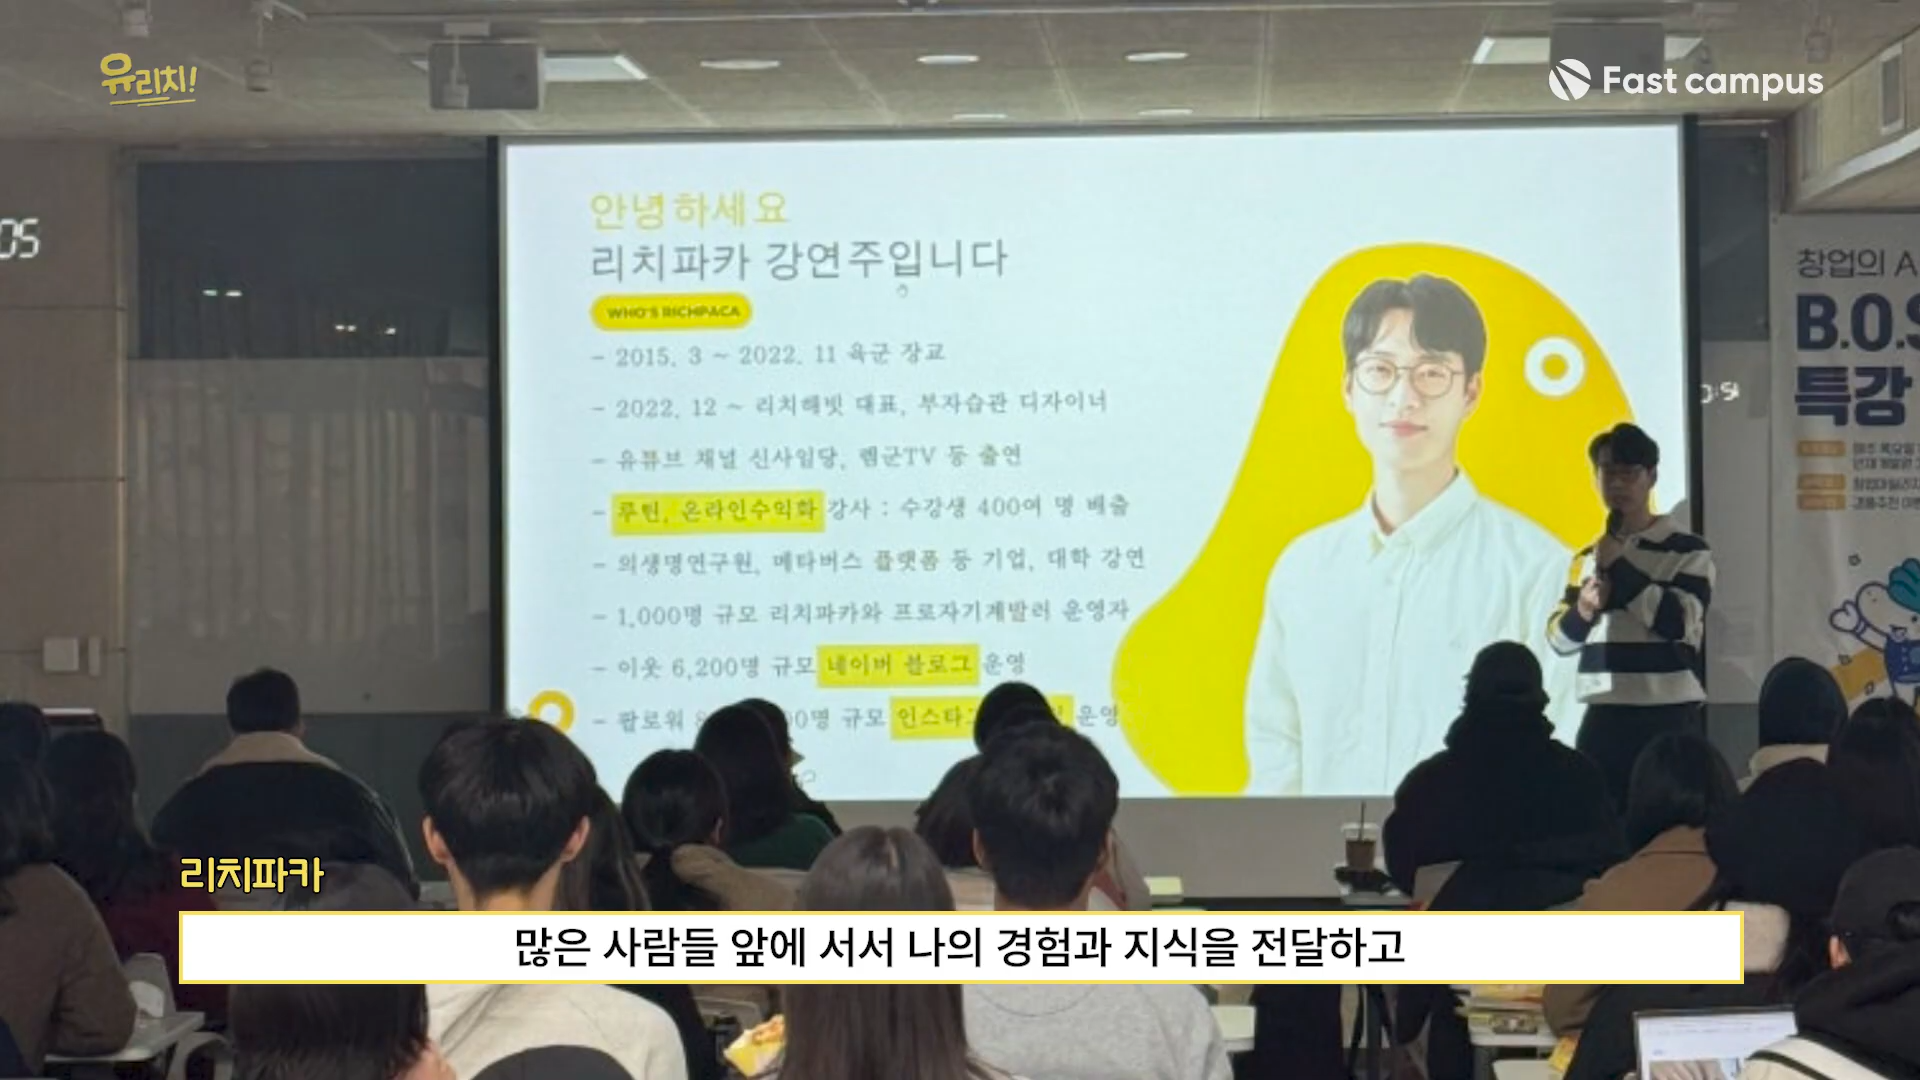 유리치!
Fast campus
05
안녕하세요
리치파카 강연주입니다
WHO'S RICHPACA
- 2015. 3 ~ 2022. 11 육군 장교
- 2022. 12 ~ 리치해빗 대표, 부자습관 디자이너
- 유튜브 채널 신사임당, 렘군TV 등 출연
- 루틴, 온라인수익화 강사 : 수강생 400여 명 배출
- 의생명연구원, 메타버스 플랫폼 등 기업, 대학 강연
- 1,000명 규모 리치파카와 프로자기계발러 운영자
- 이웃 6,200명 규모 네이버 블로그 운영
- 팔로워 00명 규모 인스타 운영
창업의 A
B.O.S
특강
리치파카
많은 사람들 앞에 서서 나의 경험과 지식을 전달하고